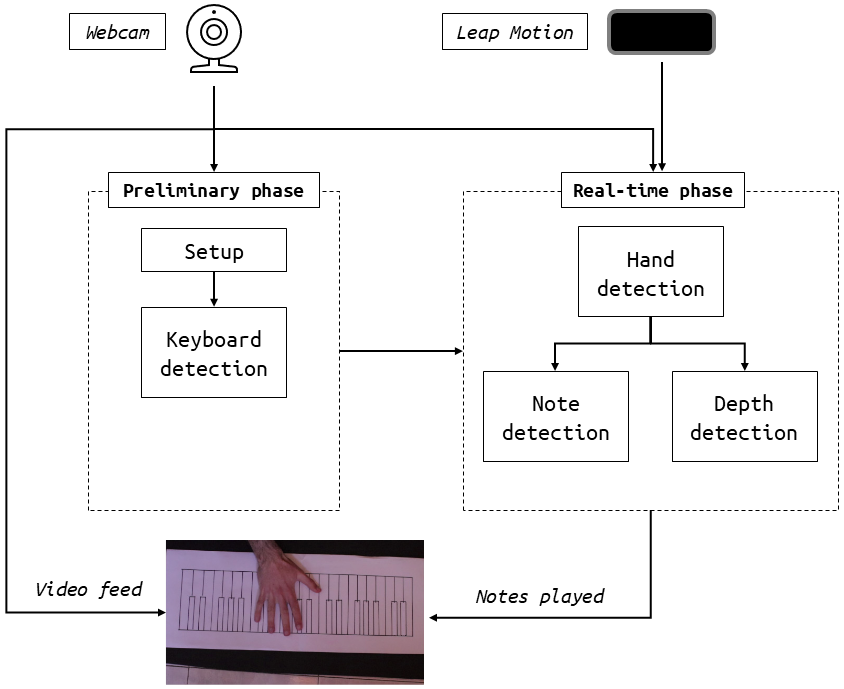 Webcam
Leap Motion
Preliminary phase
Real-time phase
Setup
Hand
detection
Keyboard
detection
Note
detection
Depth
detection
Video feed
Notes played